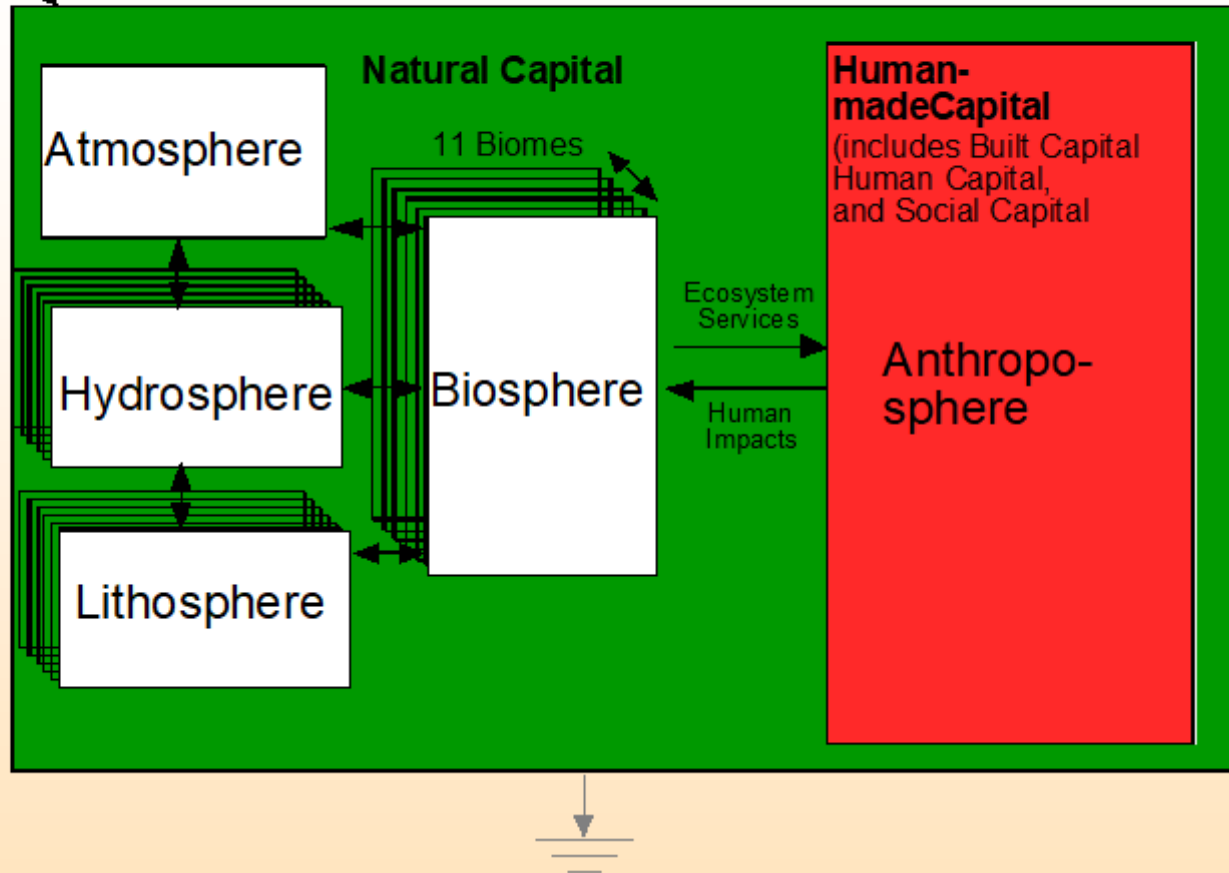 Natural Capital
Human-
madeCapital
(includes Built Capital
Human Capital,
and Social Capital
Atmosphere
11 Biomes
Hydrosphere
Biosphere
Ecosystem
Services
Human
Impacts
Anthropo-
sphere
Lithosphere